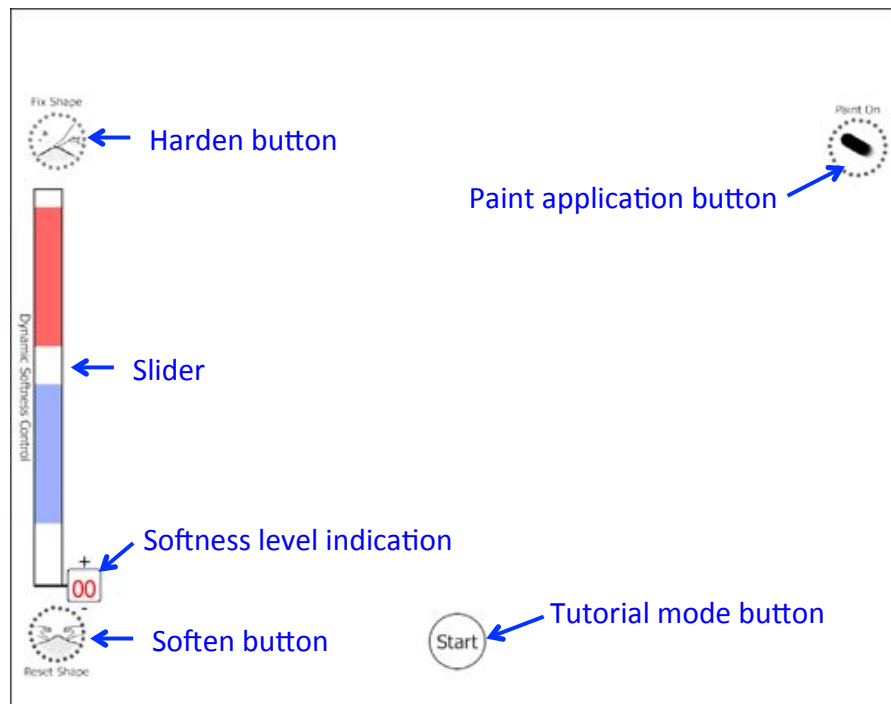 Fix Shape
Paint On
Harden button
Paint application button
Dynamic Softness Control
Slider
Softness level indication
+
00
-
Tutorial mode button
Soften button
Start
Reset Shape